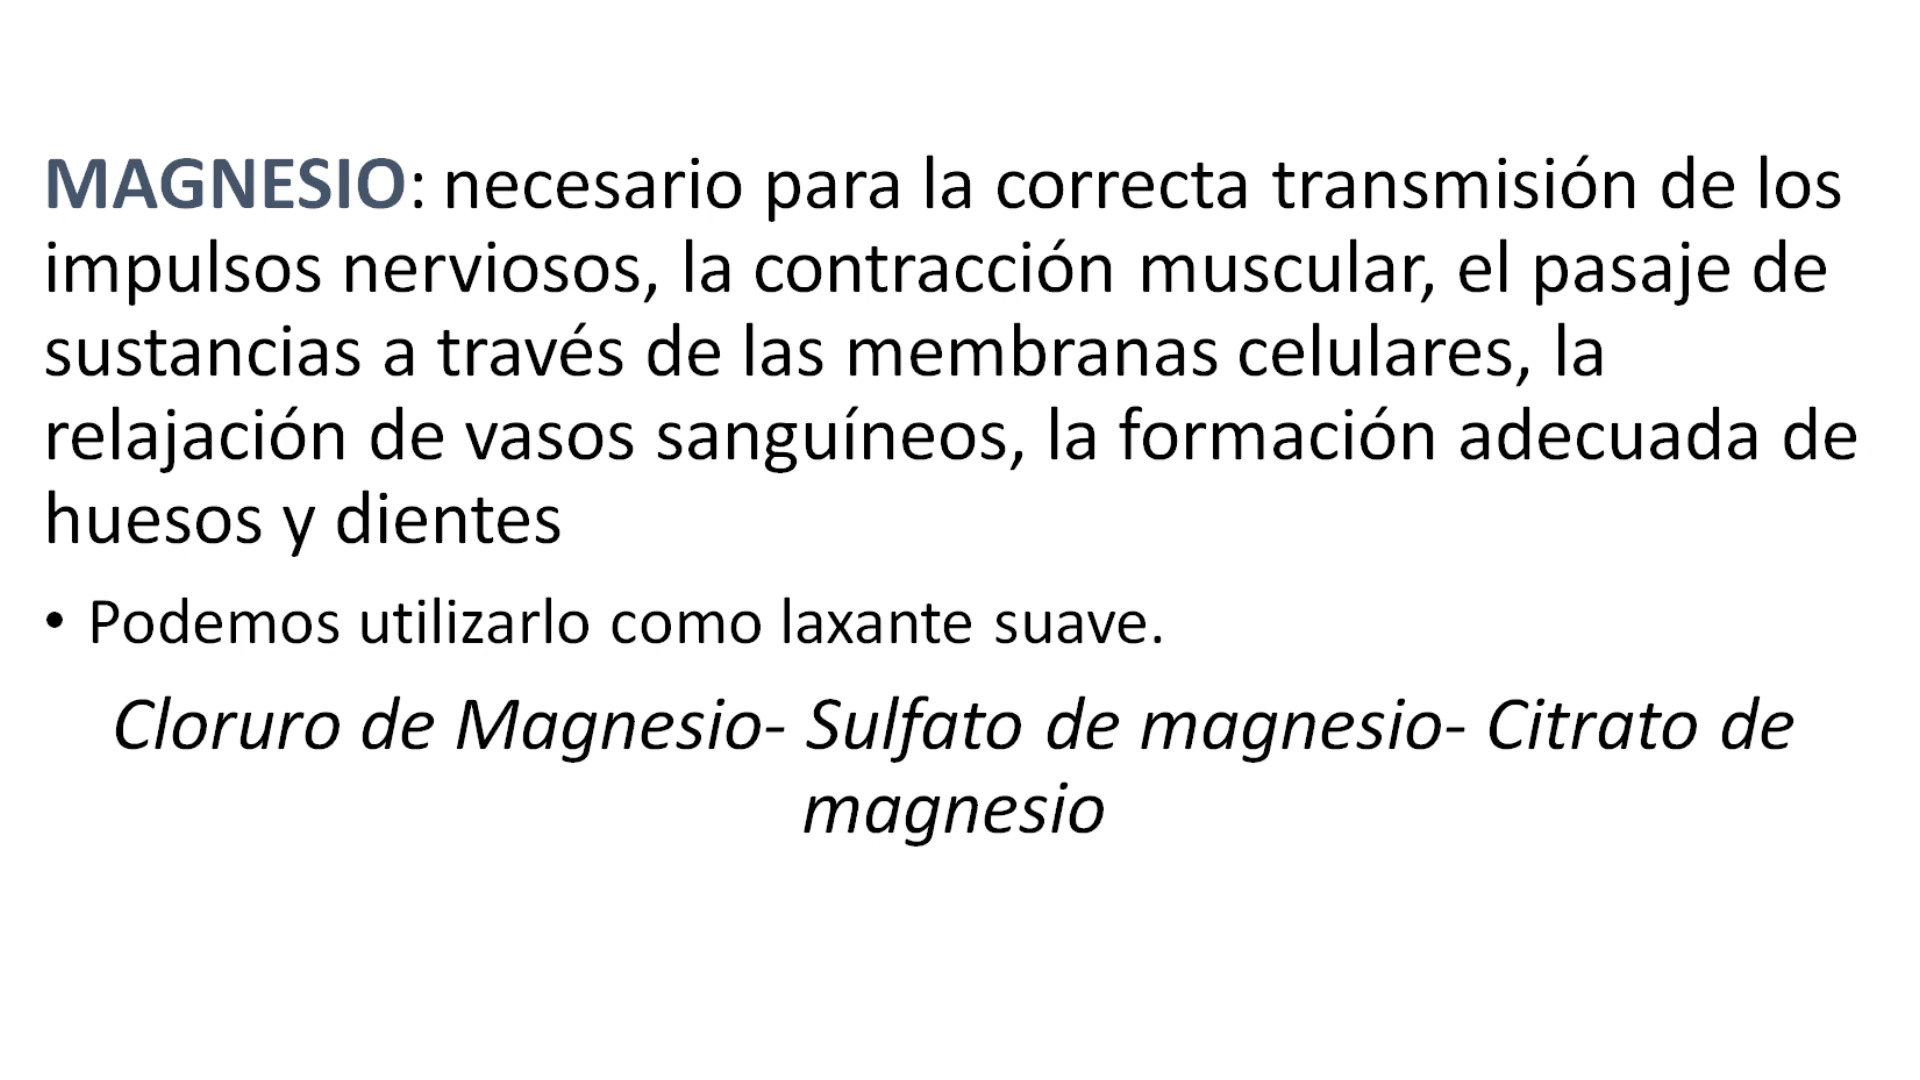 MAGNESIO: necesario para la correcta transmisión de los
impulsos nerviosos, la contracción muscular, el pasaje de
sustancias a través de las membranas celulares, la
relajación de vasos sanguíneos, la formación adecuada de
huesos y dientes
• Podemos utilizarlo como laxante suave.
Cloruro de Magnesio- Sulfato de magnesio- Citrato de
magnesio